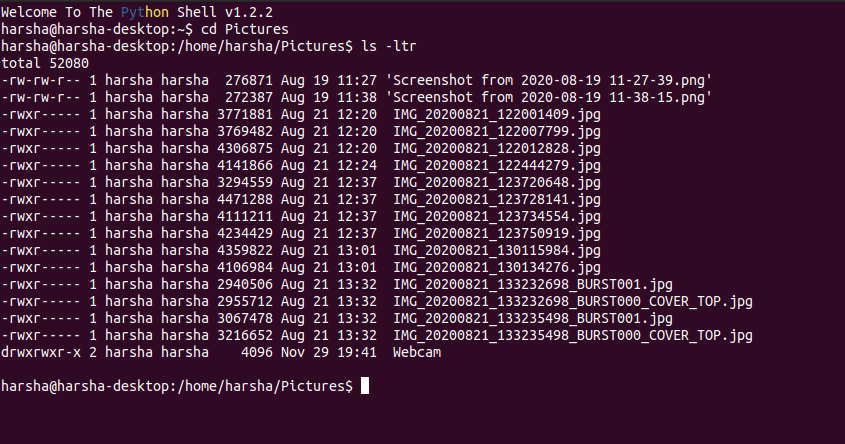 Welcome To The Python Shell v1.2.2
harsha@harsha-desktop:~$ cd Pictures
harsha@harsha-desktop:/home/harsha/Pictures$ ls -ltr
total 52080
-rw-rw-r-- 1 harsha harsha  276871 Aug 19 11:27 'Screenshot from 2020-08-19 11-27-39.png'
-rw-rw-r-- 1 harsha harsha  272387 Aug 19 11:38 'Screenshot from 2020-08-19 11-38-15.png'
-rwxr----- 1 harsha harsha 3771881 Aug 21 12:20  IMG_20200821_122001409.jpg
-rwxr----- 1 harsha harsha 3769482 Aug 21 12:20  IMG_20200821_122007799.jpg
-rwxr----- 1 harsha harsha 4306875 Aug 21 12:20  IMG_20200821_122012828.jpg
-rwxr----- 1 harsha harsha 4141866 Aug 21 12:24  IMG_20200821_122444279.jpg
-rwxr----- 1 harsha harsha 3294559 Aug 21 12:37  IMG_20200821_123720648.jpg
-rwxr----- 1 harsha harsha 4471288 Aug 21 12:37  IMG_20200821_123728141.jpg
-rwxr----- 1 harsha harsha 4111211 Aug 21 12:37  IMG_20200821_123734554.jpg
-rwxr----- 1 harsha harsha 4234429 Aug 21 12:37  IMG_20200821_123750919.jpg
-rwxr----- 1 harsha harsha 4359822 Aug 21 13:01  IMG_20200821_130115984.jpg
-rwxr----- 1 harsha harsha 4106984 Aug 21 13:01  IMG_20200821_130134276.jpg
-rwxr----- 1 harsha harsha 2940506 Aug 21 13:32  IMG_20200821_133232698_BURST001.jpg
-rwxr----- 1 harsha harsha 2955712 Aug 21 13:32  IMG_20200821_133232698_BURST000_COVER_TOP.jpg
-rwxr----- 1 harsha harsha 3067478 Aug 21 13:32  IMG_20200821_133235498_BURST001.jpg
-rwxr----- 1 harsha harsha 3216652 Aug 21 13:32  IMG_20200821_133235498_BURST000_COVER_TOP.jpg
drwxrwxr-x 2 harsha harsha    4096 Nov 29 19:41  Webcam
harsha@harsha-desktop:/home/harsha/Pictures$